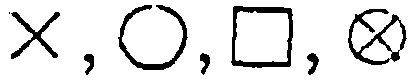 ×, ○, □, ⊗